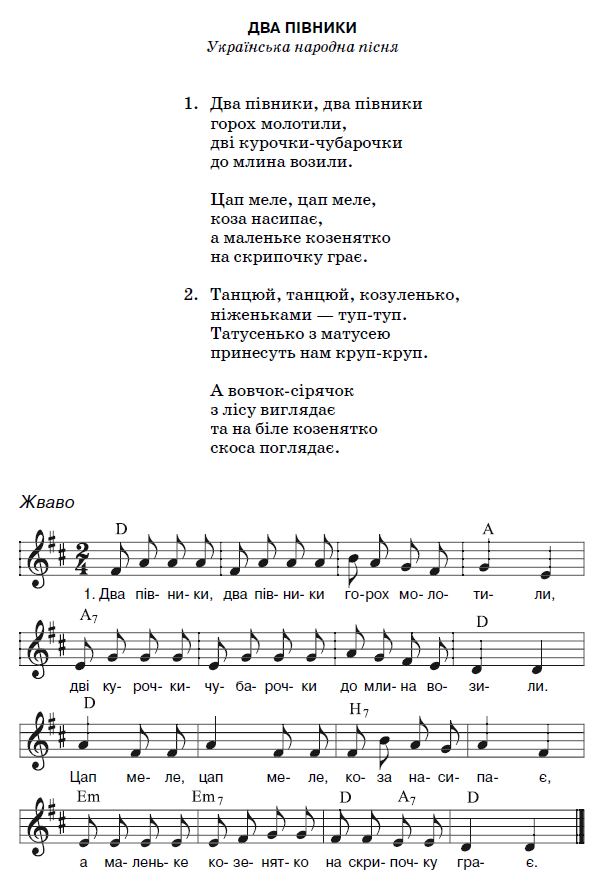 ДВА ПІВНИКИ
Українська народна пісня
1. Два півники, два півники
горох молотили,
дві курочки-чубарочки
до млина возили.
Цап меле, цап меле,
коза насипає,
а маленьке козенятко
на скрипочку грає.
2. Танцюй, танцюй, козуленько,
ніженьками — туп-туп.
Татусенько з матусею
принесуть нам круп-круп.
А вовчок-сірячок
з лісу виглядає
та на біле козенятко
скоса поглядає.
Жваво
D A
2
4
1. Два пів- ни- ки, два пів- ни- ки го- рох мо- ло- ти- ли,
A7 D
дві ку- роч- ки- чу- ба- роч- ки до мли- на во- зи- ли.
D H7
Цап ме- ле, цап ме- ле, ко- за на- си- па- є,
Em Em7 D A7 D
а ма- лень- ке ко- зе- нят- ко на скри- поч- ку гра- є.